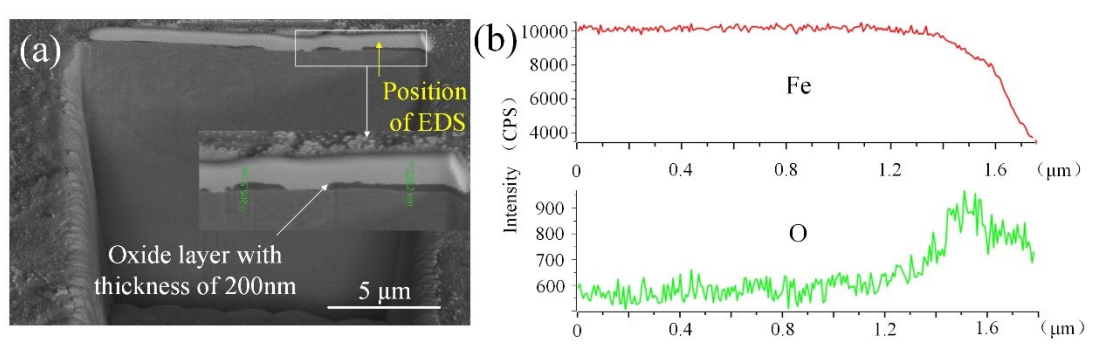 (a)
Position
of EDS
Oxide layer with
thickness of 200nm
5 μm
(b)
Intensity (CPS)
10000
8000
6000
4000
Fe
0 0.4 0.8 1.2 1.6 (μm)
900
800
700
600
O
0 0.4 0.8 1.2 1.6 (μm)